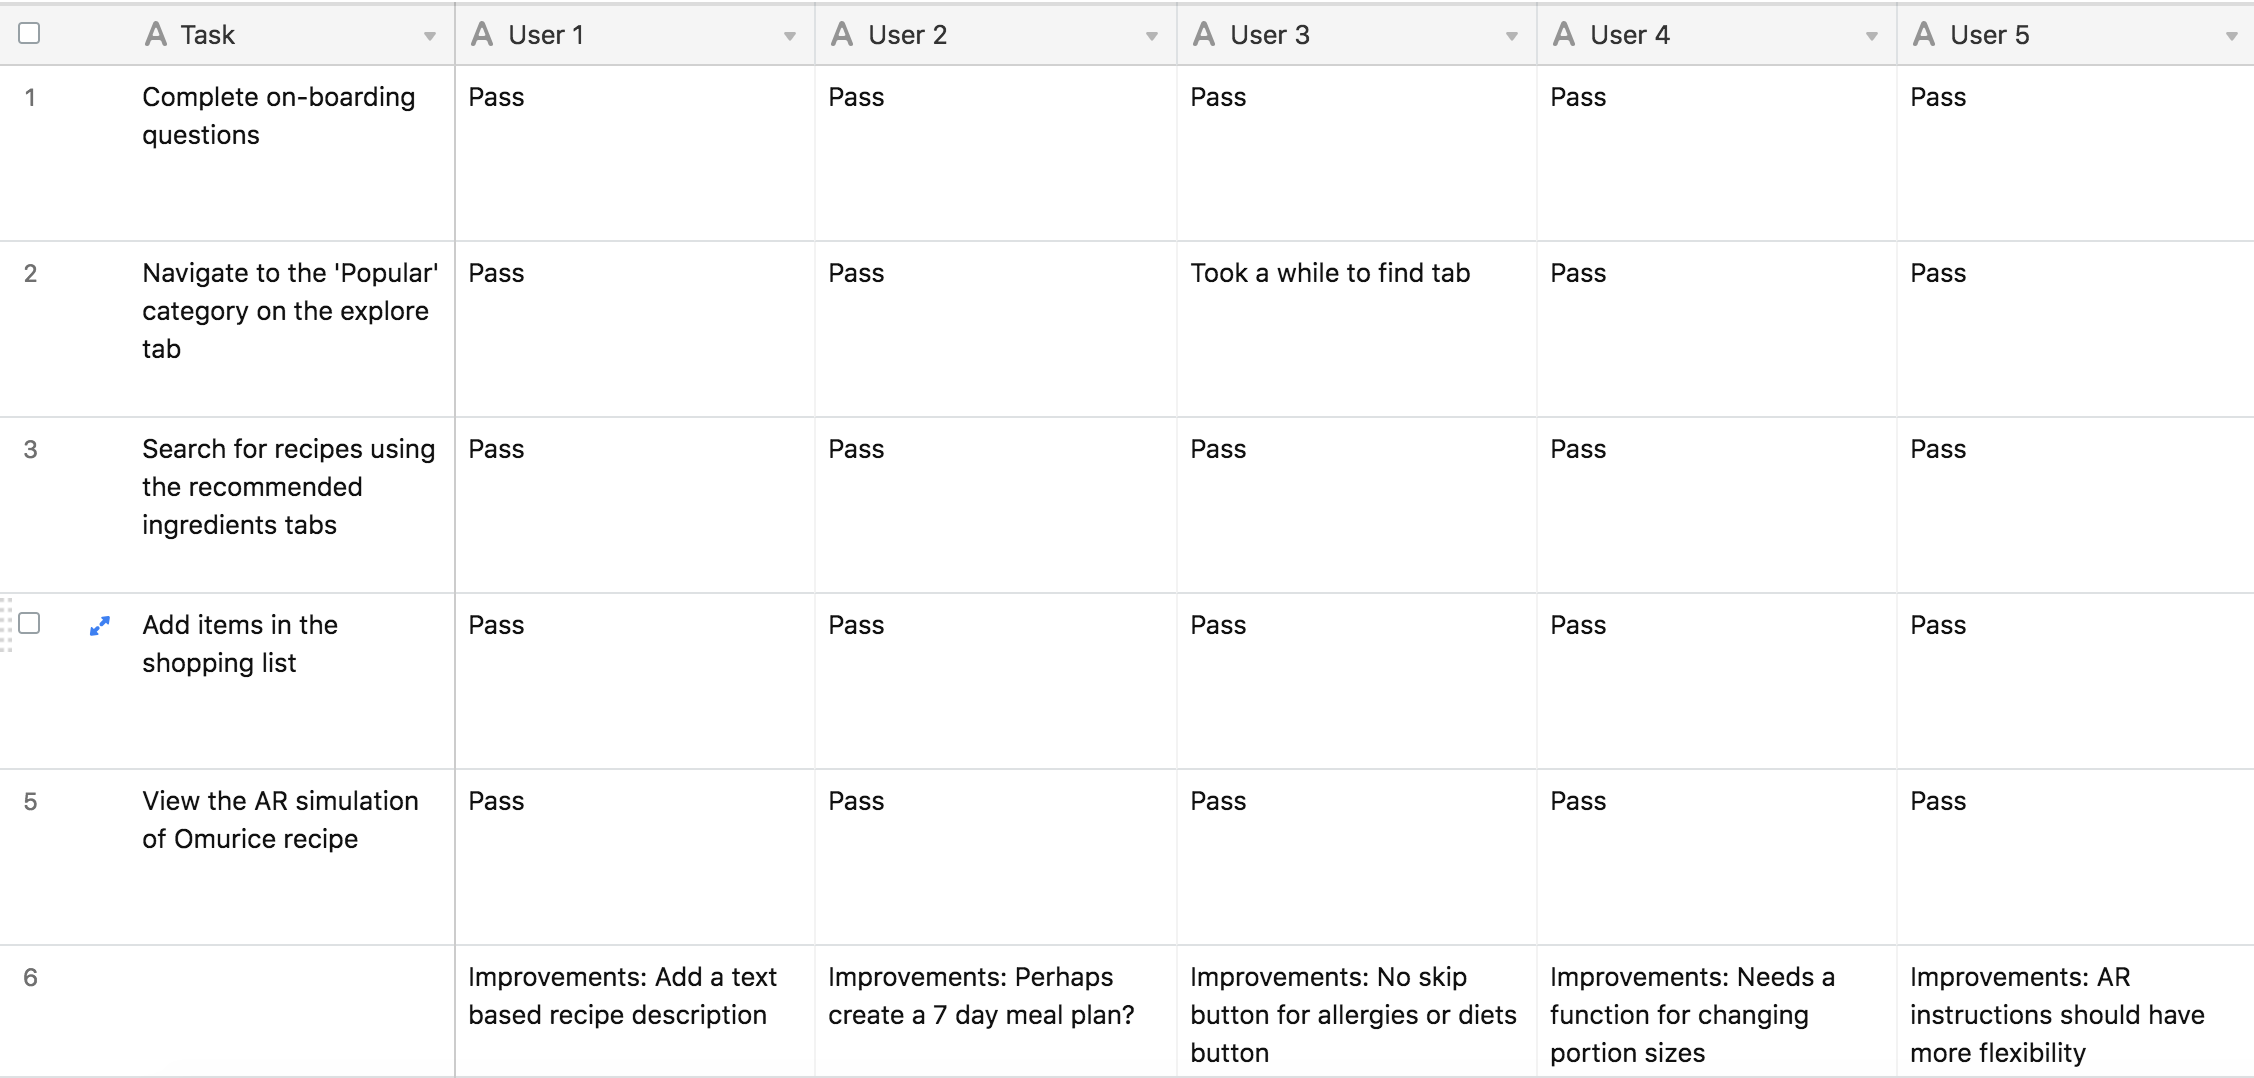 Task User 1 User 2 User 3 User 4 User 5
1 Complete on-boarding Pass Pass Pass Pass Pass
questions
2 Navigate to the 'Popular' Pass Pass Took a while to find tab Pass Pass
category on the explore
tab
3 Search for recipes using Pass Pass Pass Pass Pass
the recommended
ingredients tabs
Add items in the Pass Pass Pass Pass Pass
shopping list
5 View the AR simulation Pass Pass Pass Pass Pass
of Omurice recipe
6 Improvements: Add a text Improvements: Perhaps Improvements: No skip Improvements: Needs a Improvements: AR
based recipe description create a 7 day meal plan? button for allergies or diets function for changing instructions should have
button portion sizes more flexibility